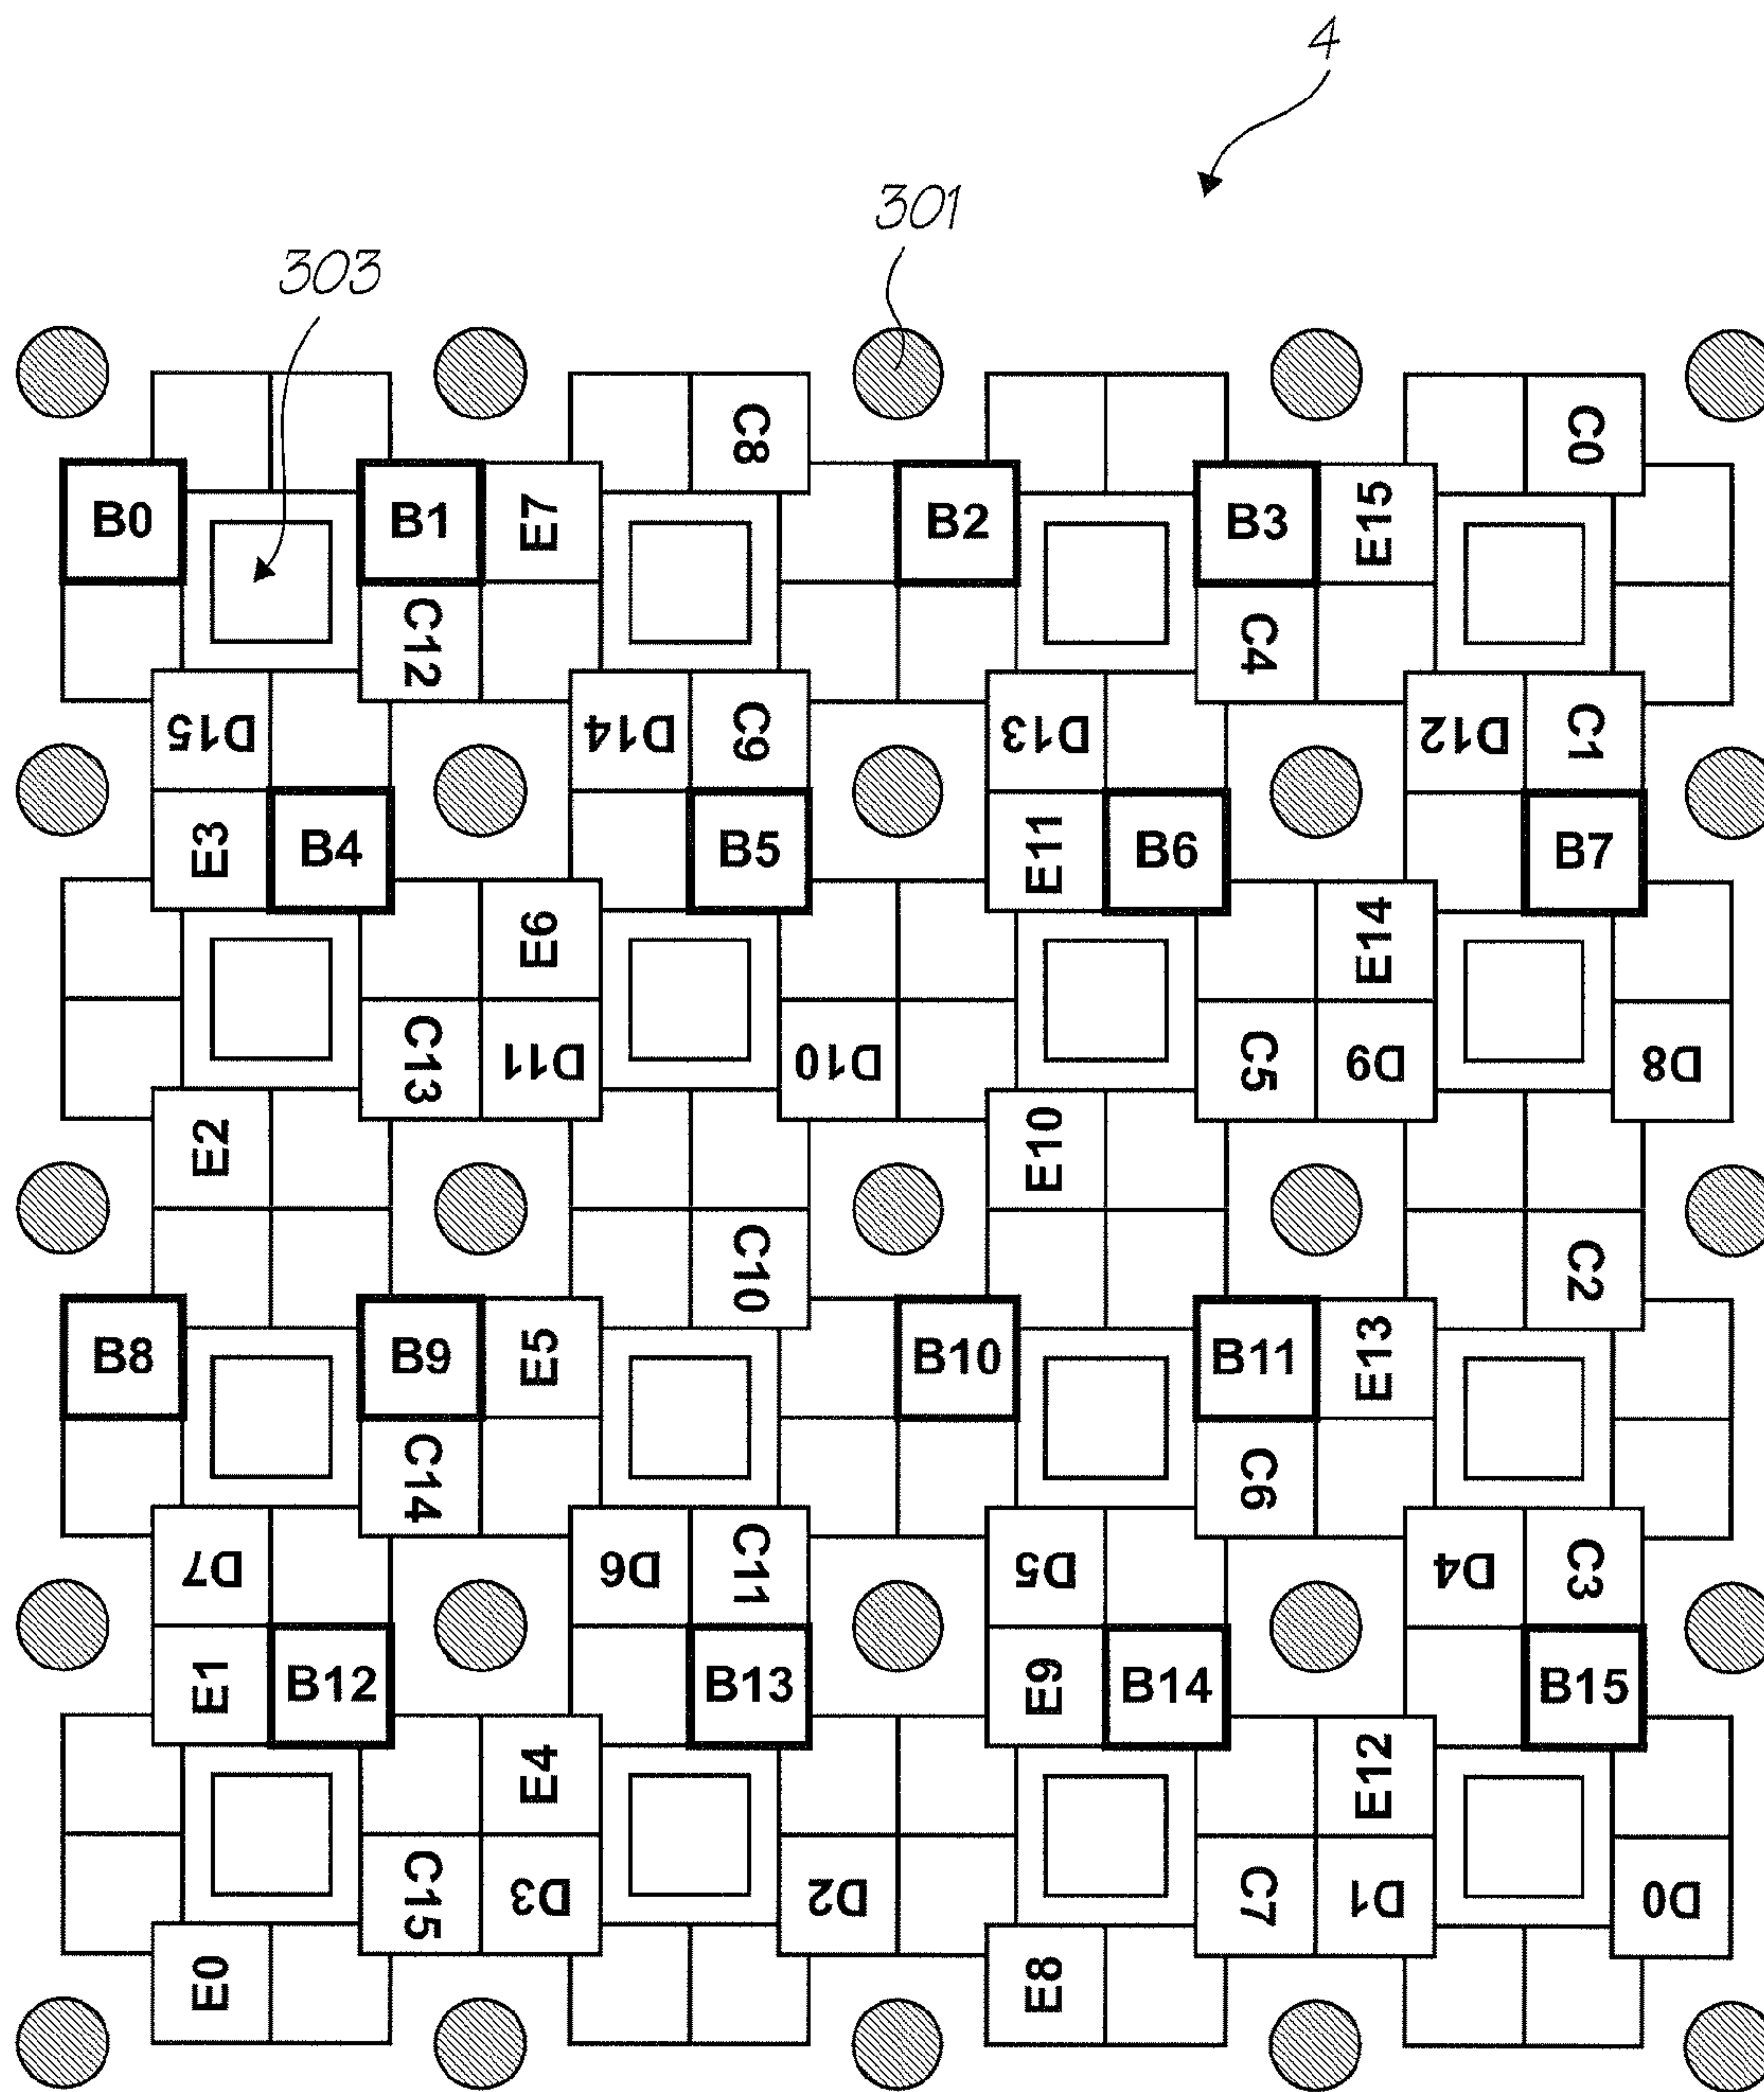 4
301
303
C8 C0
B0 B1 E7 B2 B3 E15
C12 C4
D15 D14 C9 D13 D12 C1
E3 B4 B5 E11 B6 B7
E6 E14
C13 D11 D10 C5 D9 D8
E2 E10
C10 C2
B8 B9 E5 B10 B11 E13
C14 C6
D7 D6 C11 D5 D4 C3
E1 B12 B13 E9 B14 B15
E4 E12
C15 D3 D2 C7 D1 D0
E0 E8